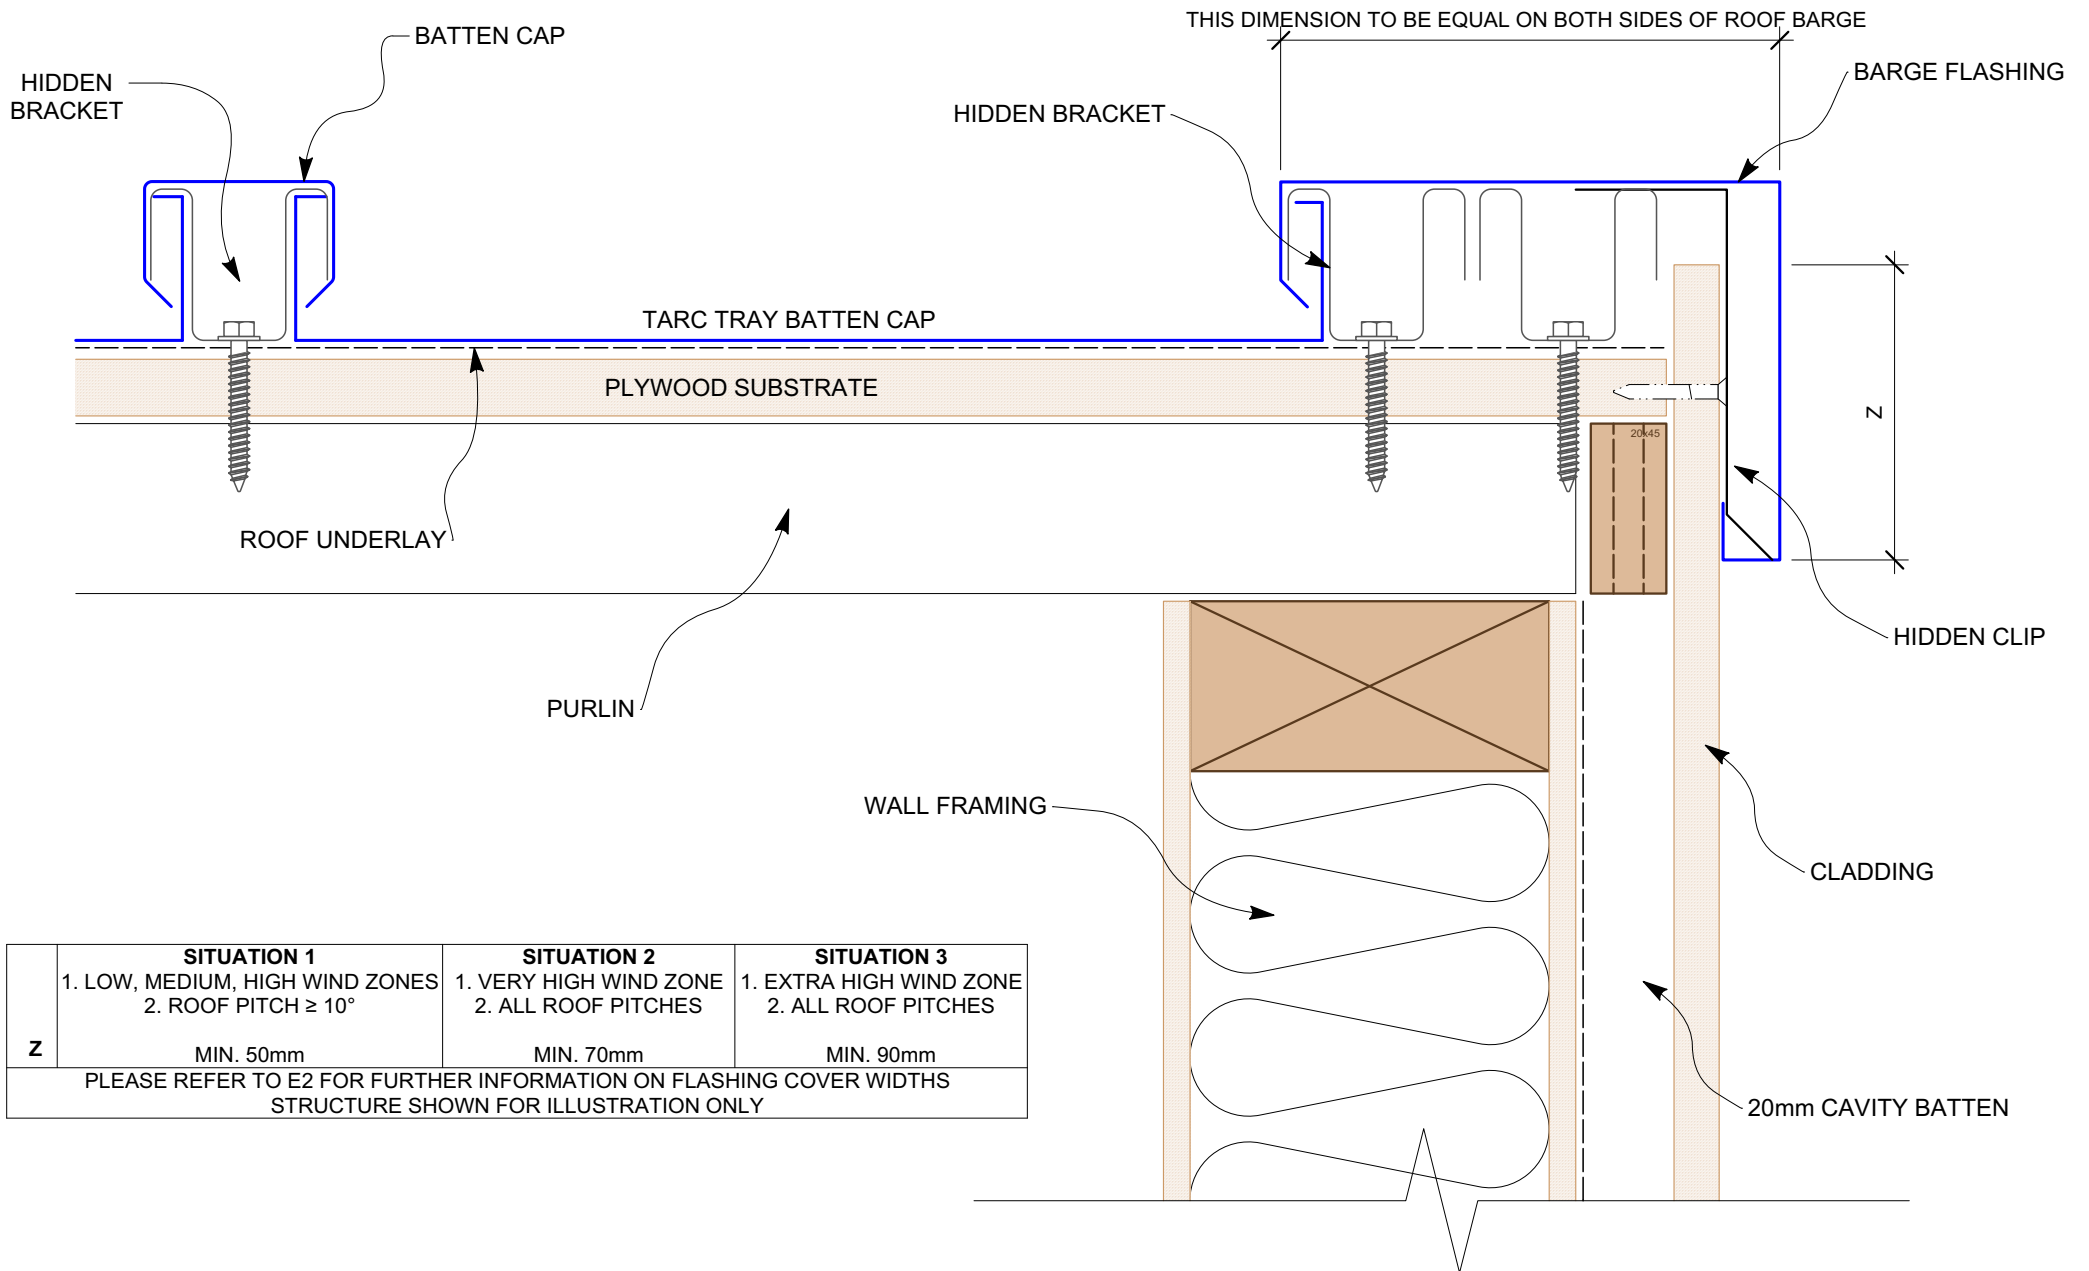 THIS DIMENSION TO BE EQUAL ON BOTH SIDES OF ROOF BARGE
BATTEN CAP
HIDDEN
BRACKET
BARGE FLASHING
HIDDEN BRACKET
TARC TRAY BATTEN CAP
PLYWOOD SUBSTRATE
Z
20x45
ROOF UNDERLAY
HIDDEN CLIP
PURLIN
WALL FRAMING
CLADDING
20mm CAVITY BATTEN
SITUATION 1
1. LOW, MEDIUM, HIGH WIND ZONES
2. ROOF PITCH ≥ 10°
MIN. 50mm
SITUATION 2
1. VERY HIGH WIND ZONE
2. ALL ROOF PITCHES
MIN. 70mm
SITUATION 3
1. EXTRA HIGH WIND ZONE
2. ALL ROOF PITCHES
MIN. 90mm
Z
PLEASE REFER TO E2 FOR FURTHER INFORMATION ON FLASHING COVER WIDTHS
STRUCTURE SHOWN FOR ILLUSTRATION ONLY